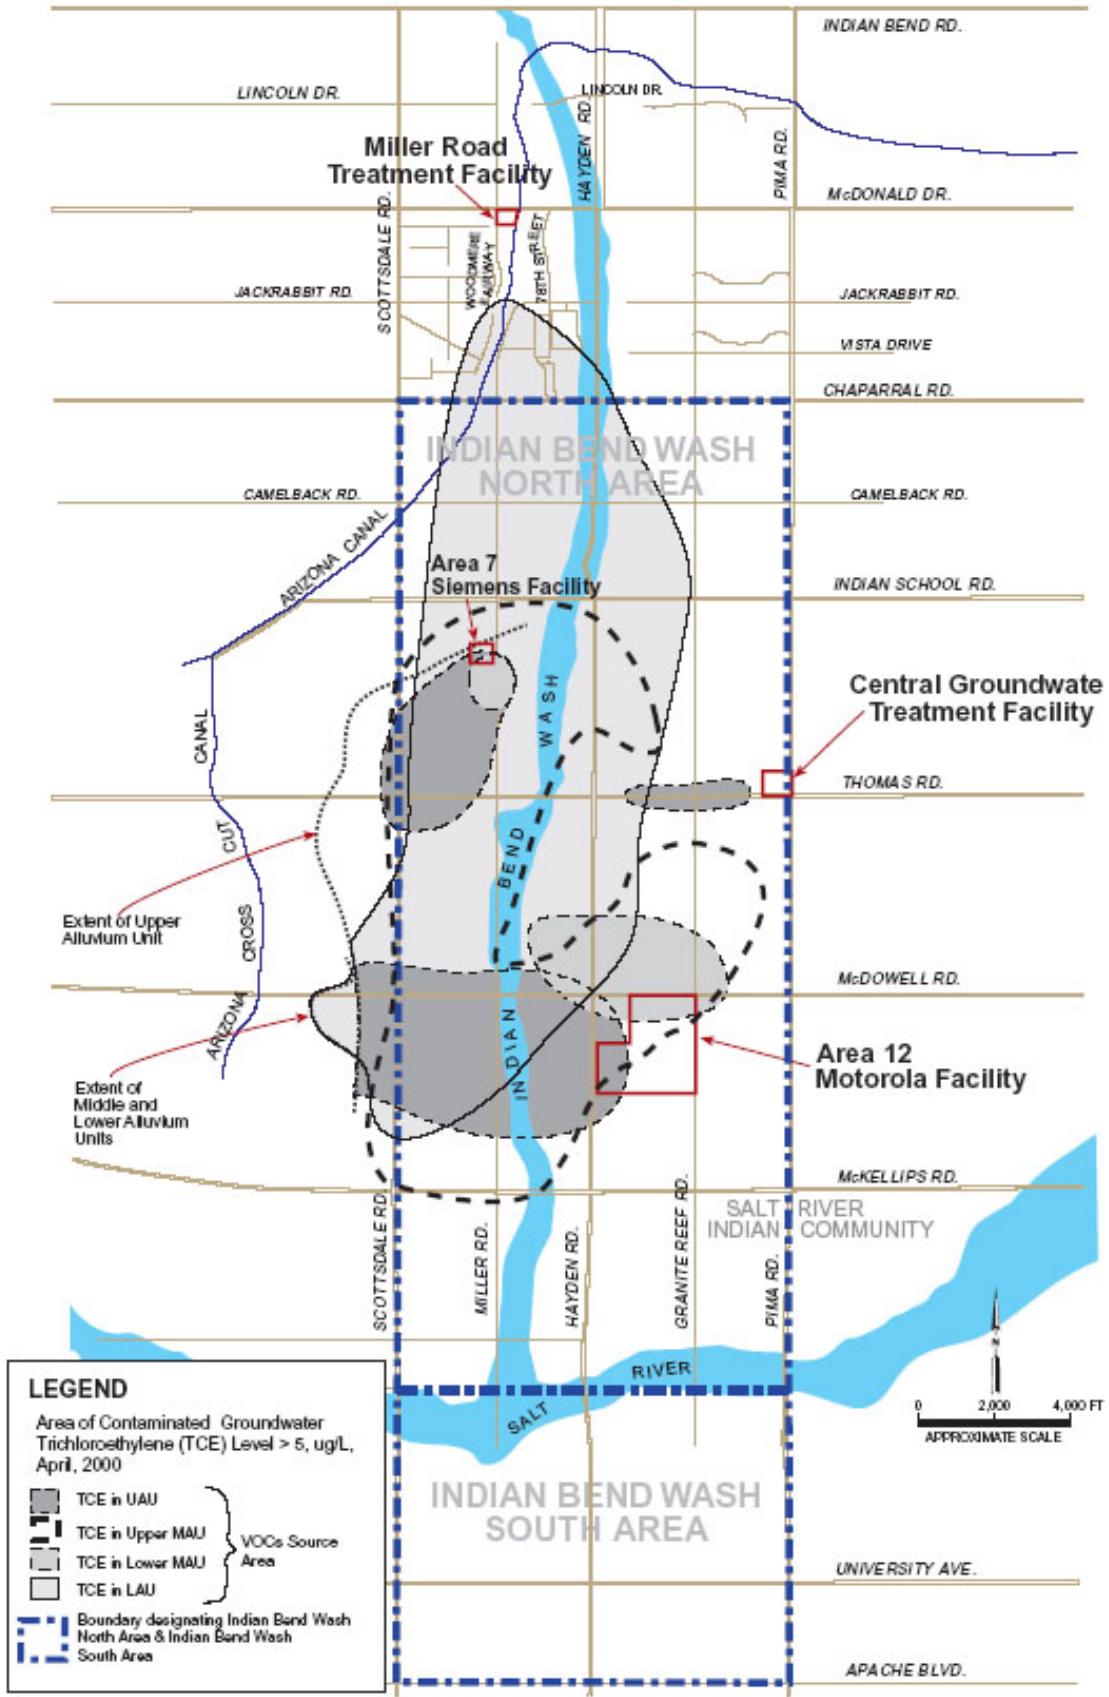 INDIAN BEND RD.
LINCOLN DR.
LINCOLN DR.
HAYDEN RD.
PIMA RD.
Miller Road
Treatment Facility
McDONALD DR.
SCOTTSDALE RD.
WOODMERE
FAIRWAY
78TH STREET
JACKRABBIT RD.
JACKRABBIT RD.
VISTA DRIVE
CHAPARRAL RD.
INDIAN BEND WASH
NORTH AREA
CAMELBACK RD.
CAMELBACK RD.
ARIZONA CANAL
Area 7
Siemens Facility
INDIAN SCHOOL RD.
Central Groundwate
Treatment Facility
THOMAS RD.
ARIZONA CROSS CUT CANAL
INDIAN BEND WASH
Extent of Upper
Alluvium Unit
McDOWELL RD.
Area 12
Motorola Facility
Extent of
Middle and
Lower Alluvium
Units
McKELLIPS RD.
SALT RIVER
INDIAN COMMUNITY
SCOTTSDALE RD.
MILLER RD.
HAYDEN RD.
GRANITE REEF RD.
PIMA RD.
N
SALT RIVER
0 2,000 4,000 FT
APPROXIMATE SCALE
LEGEND
Area of Contaminated Groundwater
Trichloroethylene (TCE) Level > 5, ug/L,
April, 2000
TCE in UAU
TCE in Upper MAU
TCE in Lower MAU
TCE in LAU
VOCs Source
Area
Boundary designating Indian Bend Wash
North Area & Indian Bend Wash
South Area
INDIAN BEND WASH
SOUTH AREA
UNIVERSITY AVE.
APACHE BLVD.